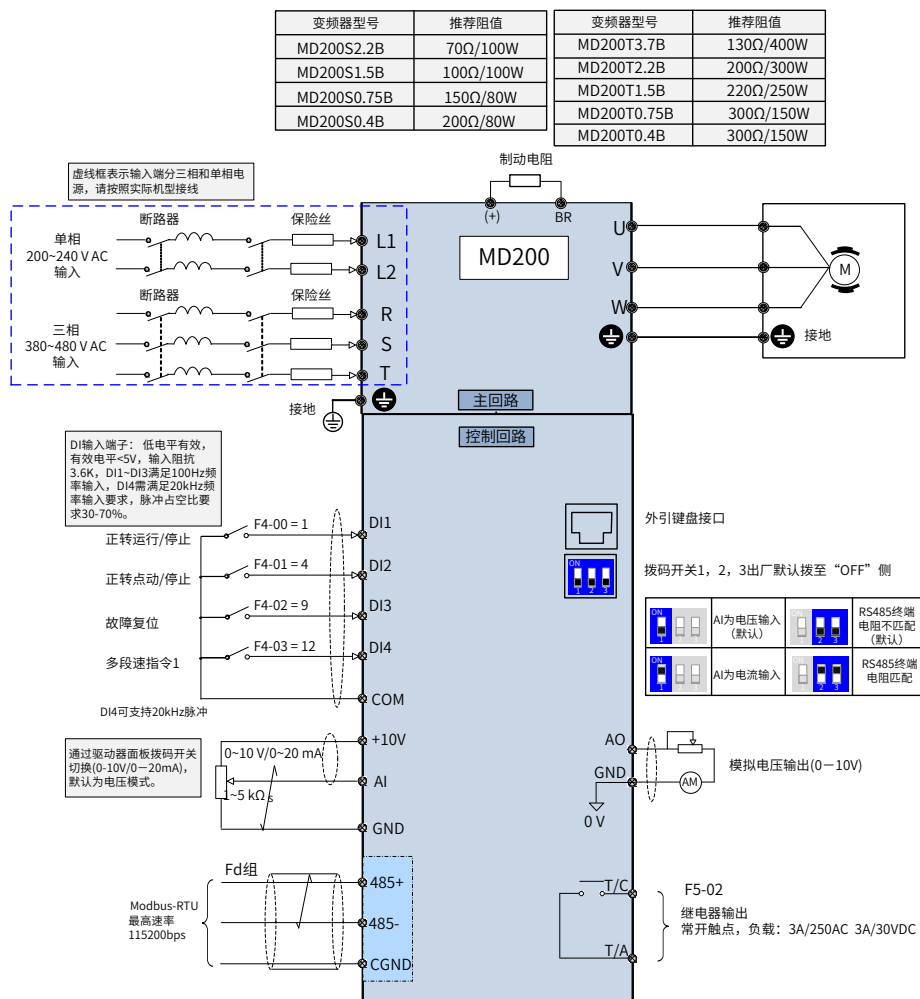 变频器型号 推荐阻值
MD200S2.2B 70Ω/100W
MD200S1.5B 100Ω/100W
MD200S0.75B 150Ω/80W
MD200S0.4B 200Ω/80W
变频器型号 推荐阻值
MD200T3.7B 130Ω/400W
MD200T2.2B 200Ω/300W
MD200T1.5B 220Ω/250W
MD200T0.75B 300Ω/150W
MD200T0.4B 300Ω/150W
制动电阻
(+) BR
虚线框表示输入端分三相和单相电
源，请按照实际机型接线
断路器 保险丝
单相
200~240 V AC
输入
L1
L2
断路器 保险丝
三相
380~480 V AC
输入
R
S
T
接地
MD200
U
V
W
M
接地
主回路
控制回路
DI输入端子： 低电平有效，
有效电平<5V，输入阻抗
3.6K，DI1~DI3满足100Hz频
率输入，DI4需满足20kHz频
率输入要求，脉冲占空比要
求30-70%。
正转运行/停止 F4-00 = 1 DI1
正转点动/停止 F4-01 = 4 DI2
故障复位 F4-02 = 9 DI3
多段速指令1 F4-03 = 12 DI4
COM
DI4可支持20kHz脉冲
外引键盘接口
ON
1 2 3
拨码开关1，2，3出厂默认拨至“OFF”侧
ON
1 2 3
AI为电压输入
（默认）
1 2 3
RS485终端
电阻不匹配
（默认）
ON
1 2 3
AI为电流输入
1 2 3
RS485终端
电阻匹配
通过驱动器面板拨码开关
切换(0-10V/0－20mA)，
默认为电压模式。
+10V
0~10 V/0~20 mA
AI
1~5 kΩ s
GND
AO
GND
0 V
AM
模拟电压输出(0－10V)
Fd组
Modbus-RTU
最高速率
115200bps
485+
485-
CGND
T/C
T/A
F5-02
继电器输出
常开触点，负载：3A/250AC 3A/30VDC